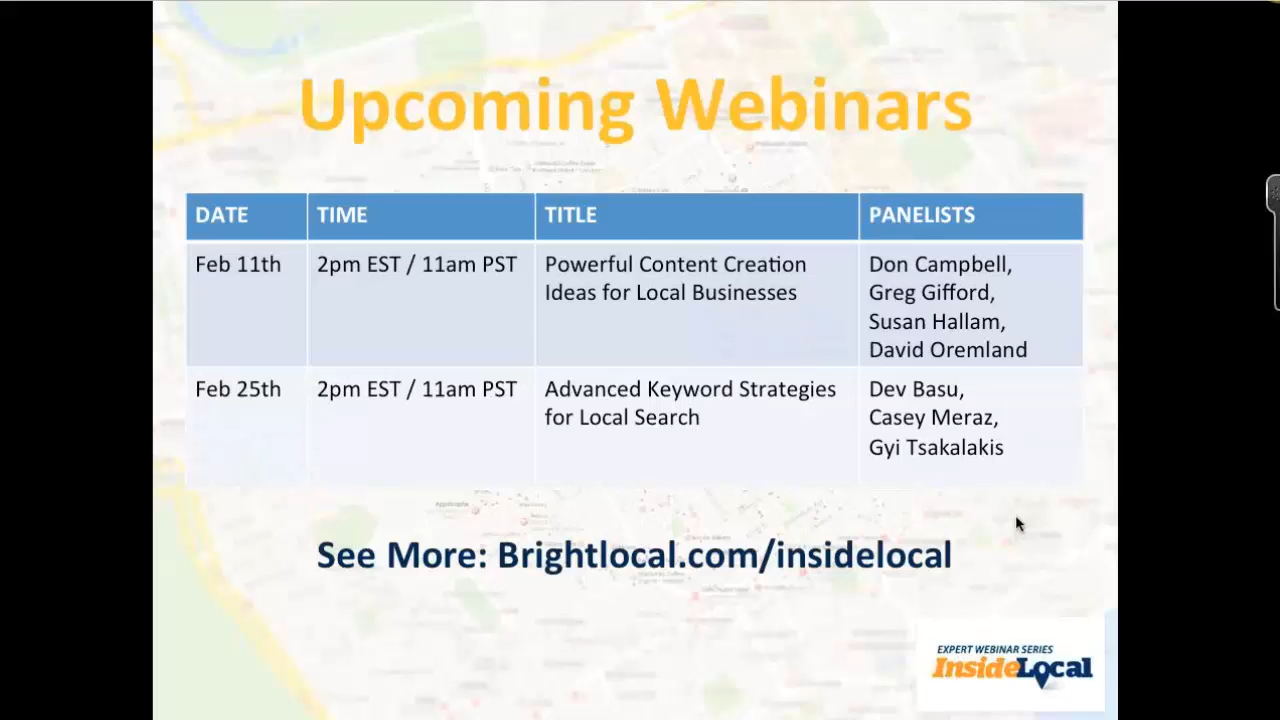 Upcoming Webinars
DATE
TIME
TITLE
PANELISTS
Feb 11th
2pm EST / 11am PST
Powerful Content Creation
Ideas for Local Businesses
Don Campbell,
Greg Gifford,
Susan Hallam,
David Oremland
Feb 25th
2pm EST / 11am PST
Advanced Keyword Strategies
for Local Search
Dev Basu,
Casey Meraz,
Gyi Tsakalakis
See More: Brightlocal.com/insidelocal
EXPERT WEBINAR SERIES
InsideLocal